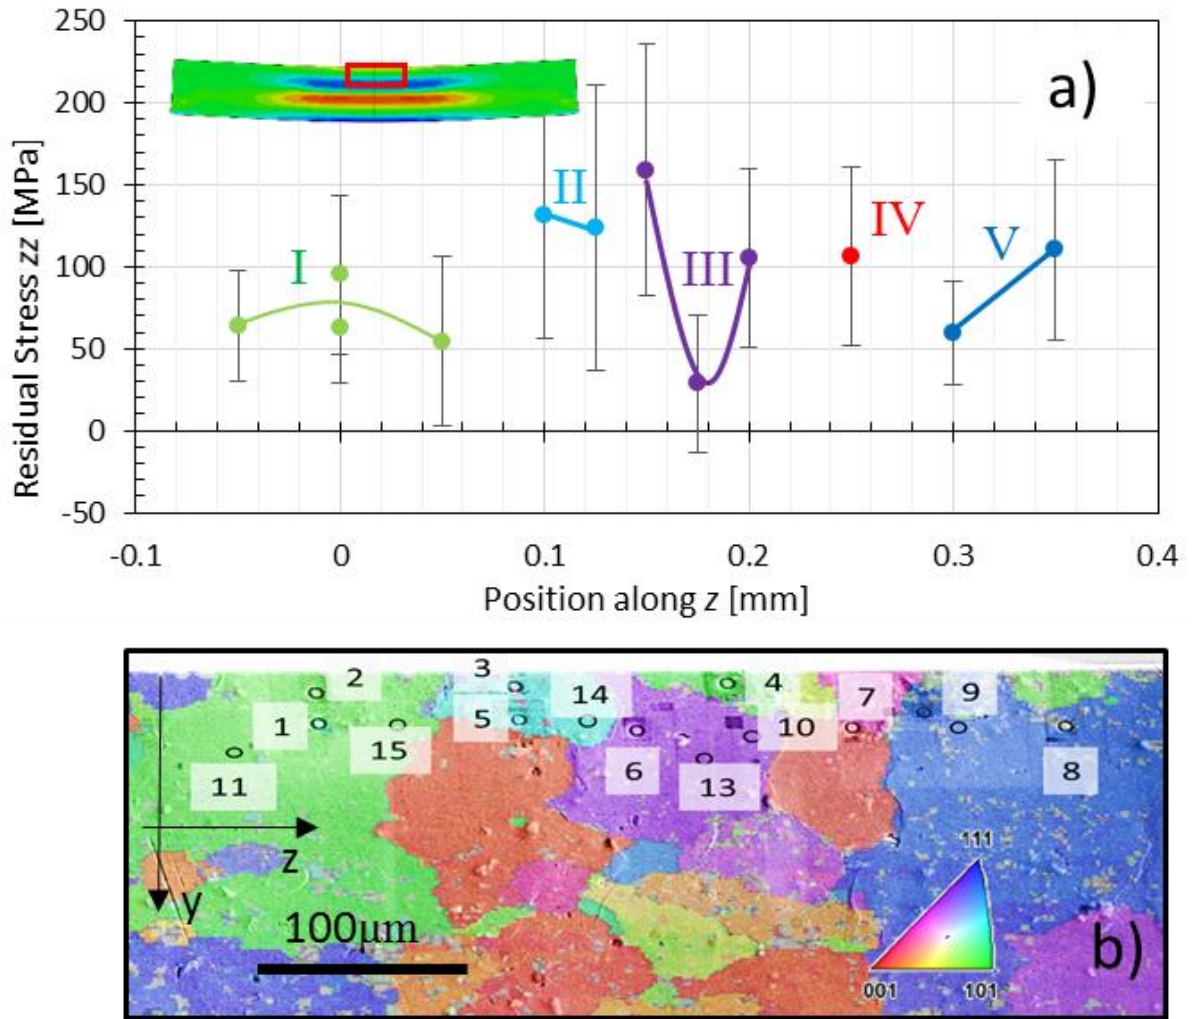 250
a)
200
150
II
IV
V
I
III
100
50
0
-50
Residual Stress zz [MPa]
-0.1 0 0.1 0.2 0.3 0.4
Position along z [mm]
2 3 14 4 7 9
1 15 5 10
11 6 13 8
z
y
100μm
111
001 101
b)